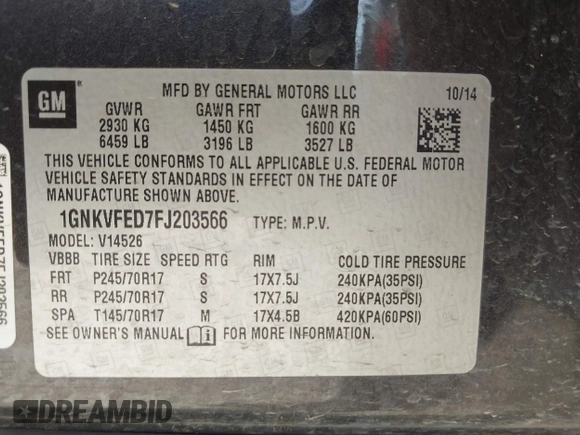 GM
MFD BY GENERAL MOTORS LLC 10/14
GVWR GAWR FRT GAWR RR
2930 KG 1450 KG 1600 KG
6459 LB 3196 LB 3527 LB
THIS VEHICLE CONFORMS TO ALL APPLICABLE U.S. FEDERAL MOTOR
VEHICLE SAFETY STANDARDS IN EFFECT ON THE DATE OF
MANUFACTURE SHOWN ABOVE.
1GNKVFED7FJ203566 TYPE: M.P.V.
MODEL: V14526
VBBB TIRE SIZE SPEED RTG RIM COLD TIRE PRESSURE
FRT P245/70R17 S 17X7.5J 240KPA(35PSI)
RR P245/70R17 S 17X7.5J 240KPA(35PSI)
SPA T145/70R17 M 17X4.5B 420KPA(60PSI)
SEE OWNER'S MANUAL i FOR MORE INFORMATION.
1GNKVFED7FJ203566
DREAMBID